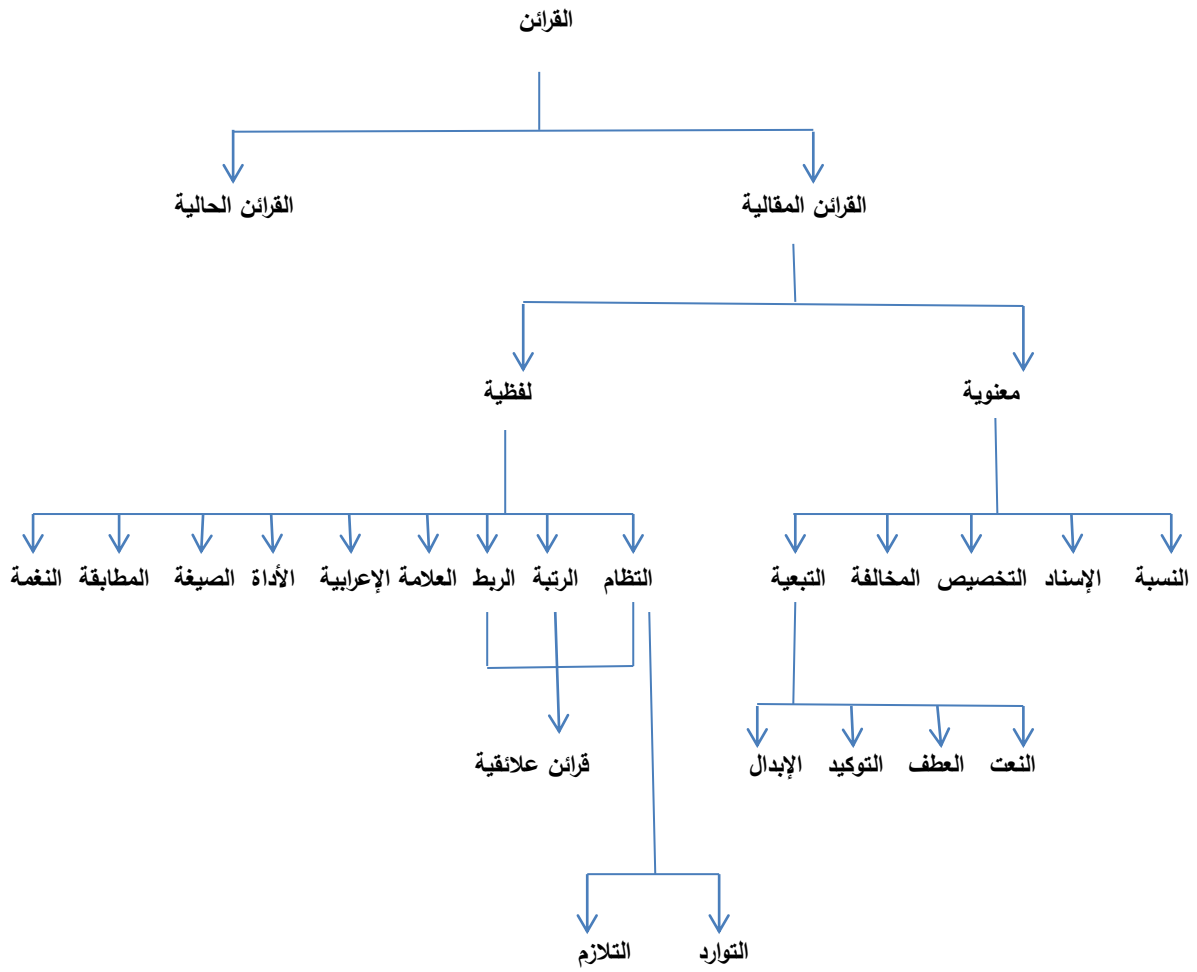 القرائن
القرائن المقالية
القرائن الحالية
معنوية
لفظية
النسبة
الإسناد
التخصيص
المخالفة
التبعية
التظام
الرتبة
الربط
العلامة الإعرابية
الأداة
الصيغة
المطابقة
النغمة
النعت
العطف
التوكيد
الإبدال
قرائن علائقية
التوارد
التلازم